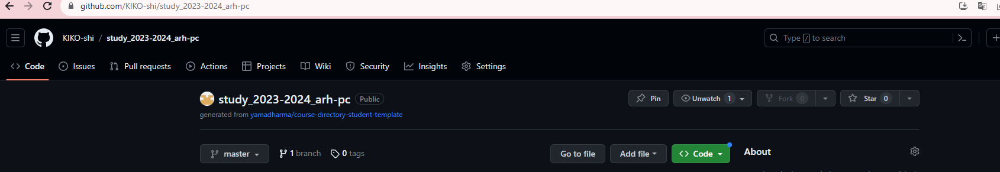 github.com/KIKO-shi/study_2023-2024_arh-pc
KIKO-shi / study_2023-2024_arh-pc
Type / to search
Code Issues Pull requests Actions Projects Wiki Security Insights Settings
study_2023-2024_arh-pc Public
Pin Unwatch 1 Fork 0 Star 0
generated from yamadharma/course-directory-student-template
master 1 branch 0 tags Go to file Add file Code About